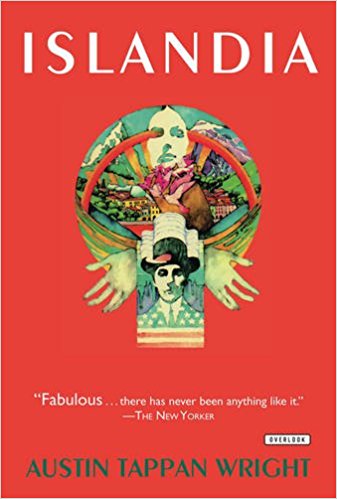 ISLANDIA
“Fabulous . . . there has never been anything like it.”
—THE NEW YORKER
OVERLOOK
AUSTIN TAPPAN WRIGHT